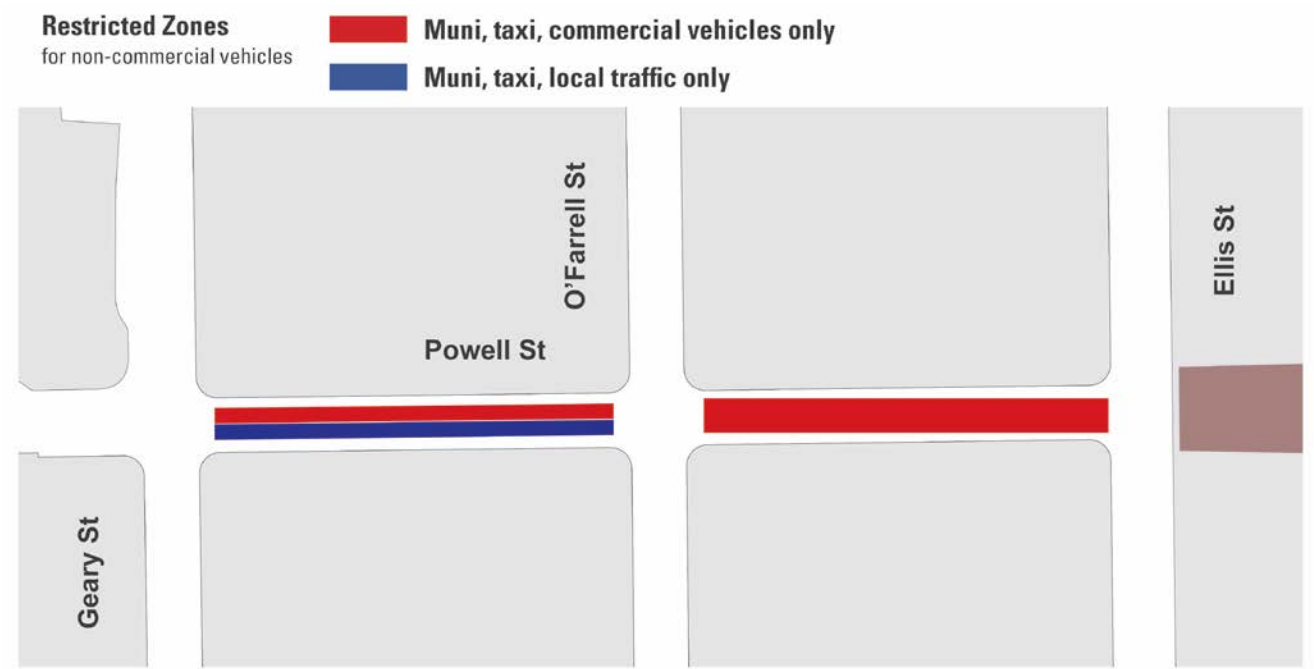 Restricted Zones
for non-commercial vehicles
Muni, taxi, commercial vehicles only
Muni, taxi, local traffic only
O'Farrell St
Ellis St
Powell St
Geary St